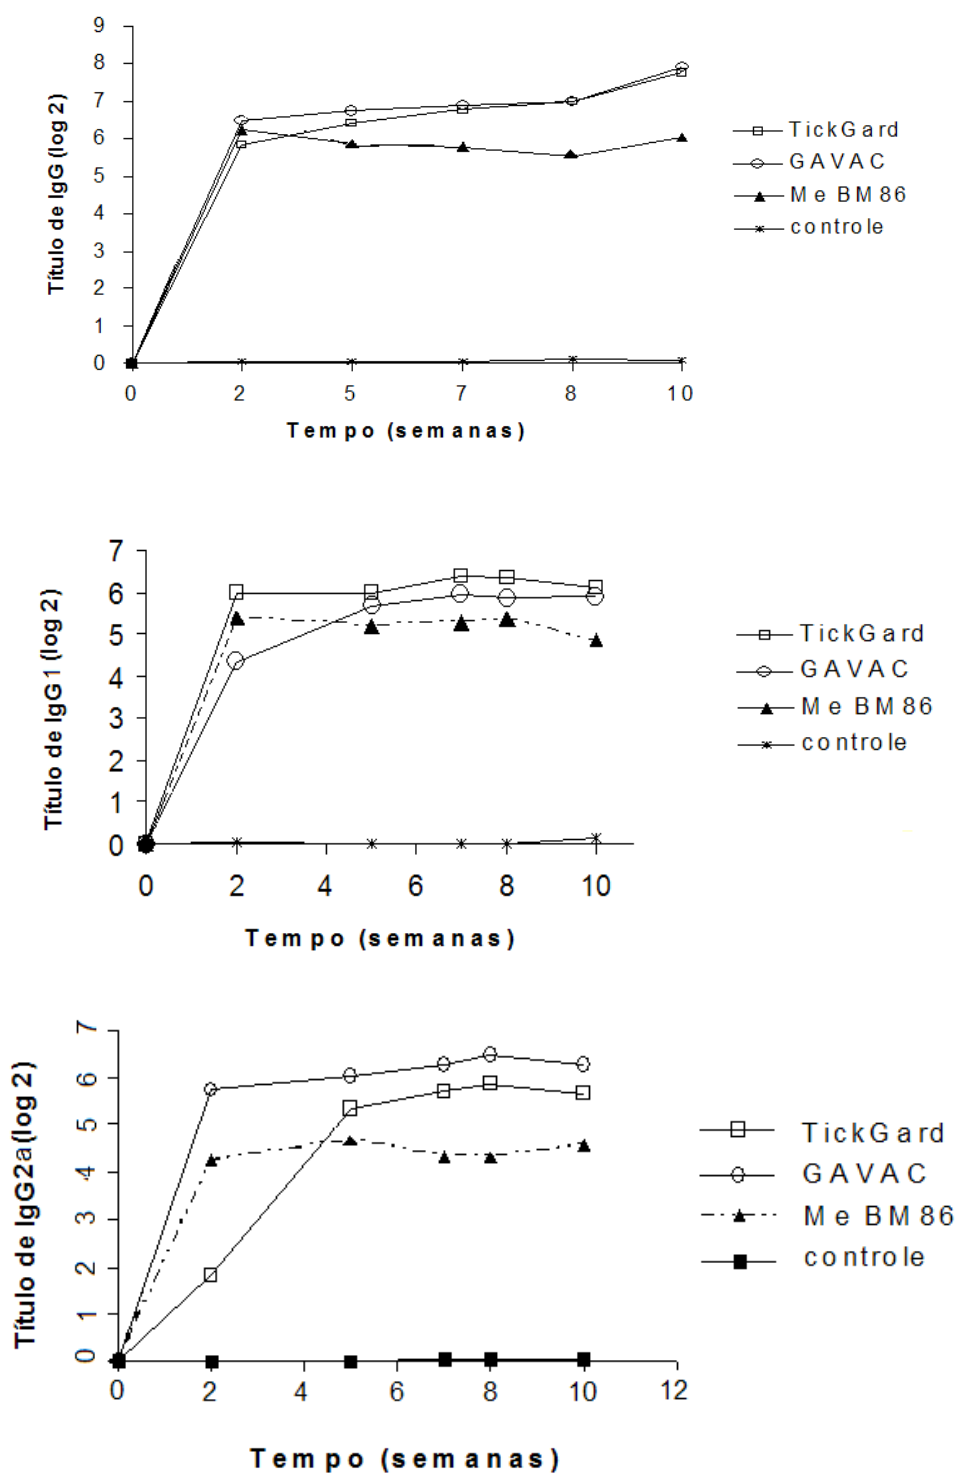 9
8
7
6
5
4
3
2
1
0
Título de IgG (log 2)
0 2 5 7 8 10
Tempo (semanas)
TickGard
GAVAC
Me BM86
controle
7
6
5
4
3
2
1
0
Título de IgG1 (log 2)
0 2 4 6 8 10
Tempo (semanas)
TickGard
GAVAC
Me BM86
controle
7
6
5
4
3
2
1
0
Título de IgG2a(log 2)
0 2 4 6 8 10 12
Tempo (semanas)
TickGard
GAVAC
Me BM86
controle